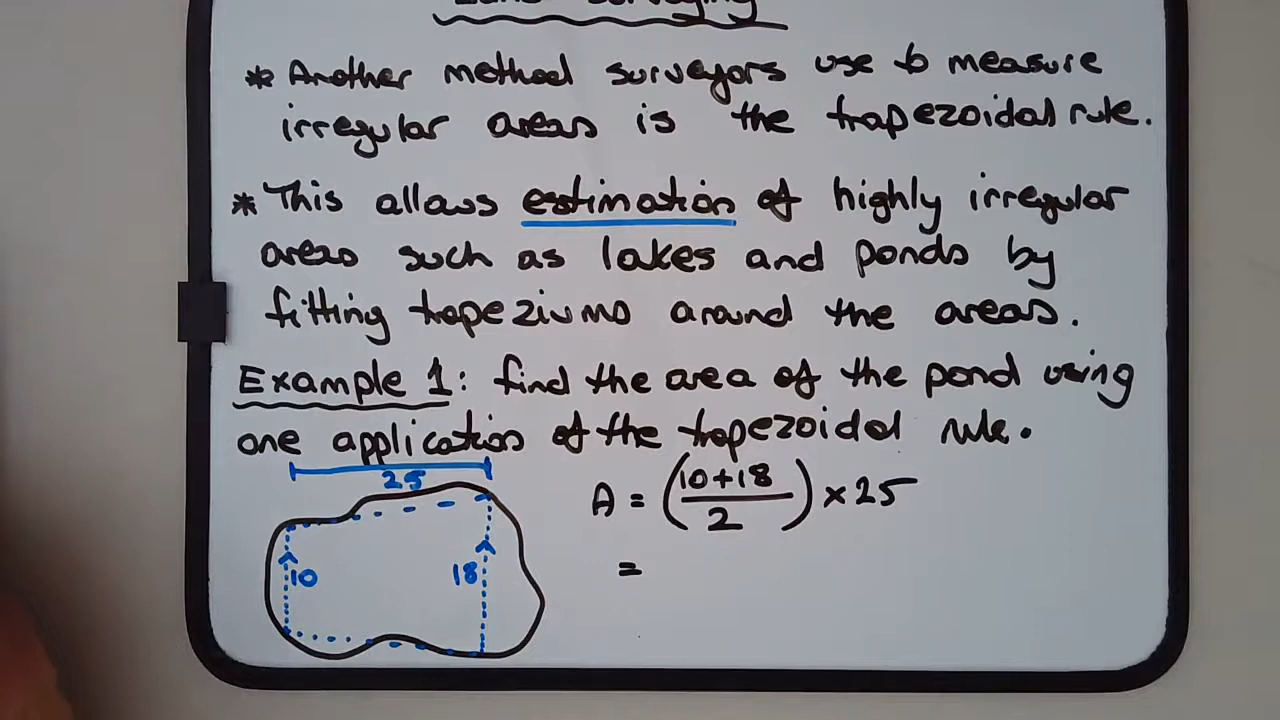 Land Surveying
* Another method surveyors use to measure
irregular areas is the trapezoidal rule.
* This allows estimation of highly irregular
areas such as lakes and ponds by
fitting trapeziums around the areas.
Example 1: find the area of the pond using
one application of the trapezoidal rule.
25
10
18
A = (10+18/2) × 25
=